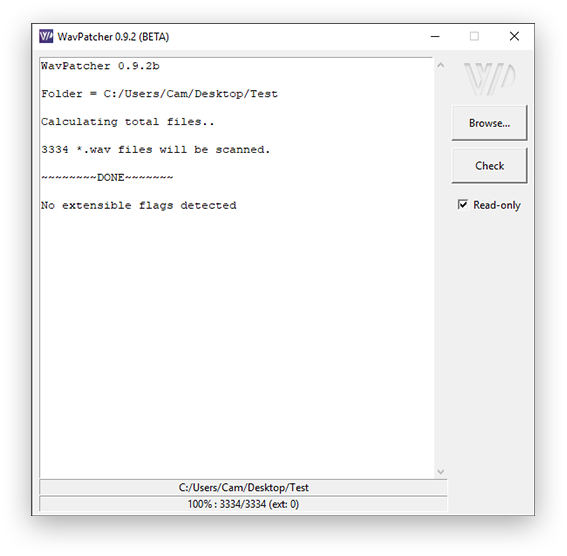 WavPatcher 0.9.2 (BETA)
WavPatcher 0.9.2b
Folder = C:/Users/Cam/Desktop/Test
Calculating total files..
3334 *.wav files will be scanned.
~~~~~~~~DONE~~~~~~~
No extensible flags detected
WP
Browse...
Check
Read-only
C:/Users/Cam/Desktop/Test
100% : 3334/3334 (ext: 0)